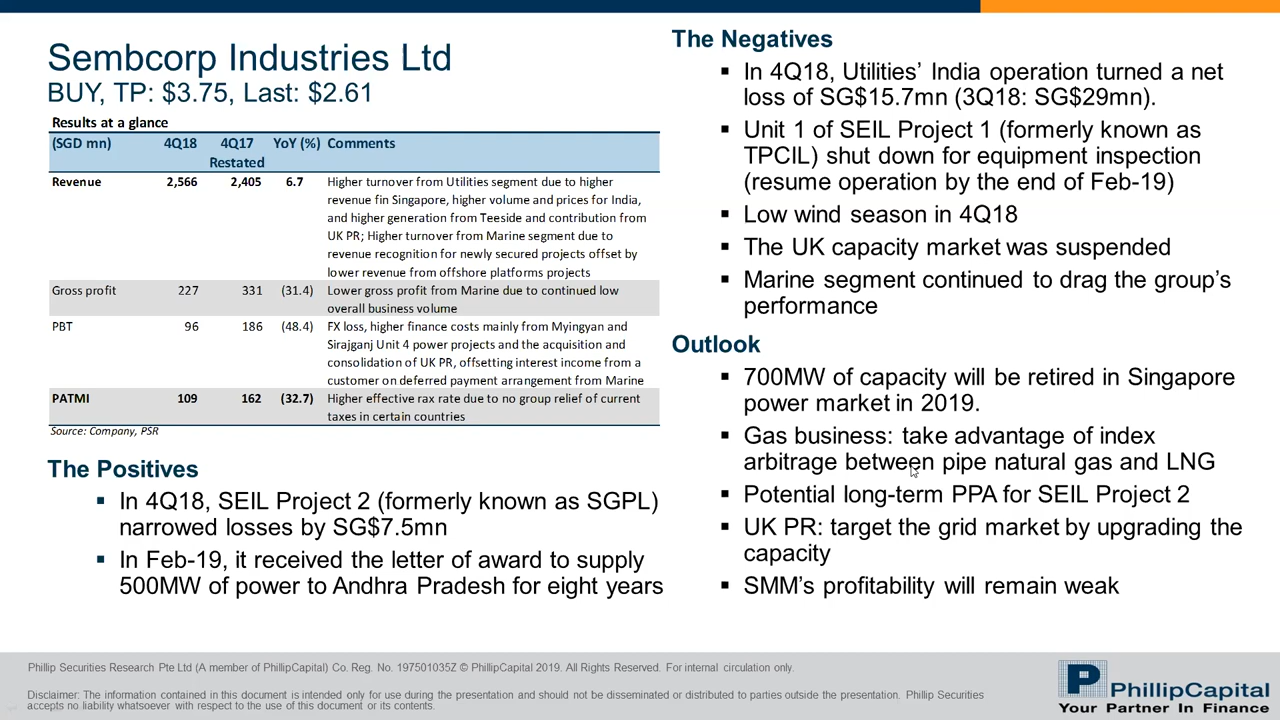 Sembcorp Industries Ltd
BUY, TP: $3.75, Last: $2.61
Results at a glance
(SGD mn) 4Q18 4Q17 YoY (%) Comments
Restated
Revenue 2,566 2,405 6.7 Higher turnover from Utilities segment due to higher
revenue fin Singapore, higher volume and prices for India,
and higher generation from Teeside and contribution from
UK PR; Higher turnover from Marine segment due to
revenue recognition for newly secured projects offset by
lower revenue from offshore platforms projects
Gross profit 227 331 (31.4) Lower gross profit from Marine due to continued low
overall business volume
PBT 96 186 (48.4) FX loss, higher finance costs mainly from Myingyan and
Sirajganj Unit 4 power projects and the acquisition and
consolidation of UK PR, offsetting interest income from a
customer on deferred payment arrangement from Marine
PATMI 109 162 (32.7) Higher effective rax rate due to no group relief of current
taxes in certain countries
Source: Company, PSR
The Positives
▪ In 4Q18, SEIL Project 2 (formerly known as SGPL)
narrowed losses by SG$7.5mn
▪ In Feb-19, it received the letter of award to supply
500MW of power to Andhra Pradesh for eight years
The Negatives
▪ In 4Q18, Utilities’ India operation turned a net
loss of SG$15.7mn (3Q18: SG$29mn).
▪ Unit 1 of SEIL Project 1 (formerly known as
TPCIL) shut down for equipment inspection
(resume operation by the end of Feb-19)
▪ Low wind season in 4Q18
▪ The UK capacity market was suspended
▪ Marine segment continued to drag the group’s
performance
Outlook
▪ 700MW of capacity will be retired in Singapore
power market in 2019.
▪ Gas business: take advantage of index
arbitrage between pipe natural gas and LNG
▪ Potential long-term PPA for SEIL Project 2
▪ UK PR: target the grid market by upgrading the
capacity
▪ SMM’s profitability will remain weak
Phillip Securities Research Pte Ltd (A member of PhillipCapital) Co. Reg. No. 197501035Z © PhillipCapital 2019. All Rights Reserved. For internal circulation only.
Disclaimer: The information contained in this document is intended only for use during the presentation and should not be disseminated or distributed to parties outside the presentation. Phillip Securities
accepts no liability whatsoever with respect to the use of this document or its contents.
P PhillipCapital
Your Partner In Finance